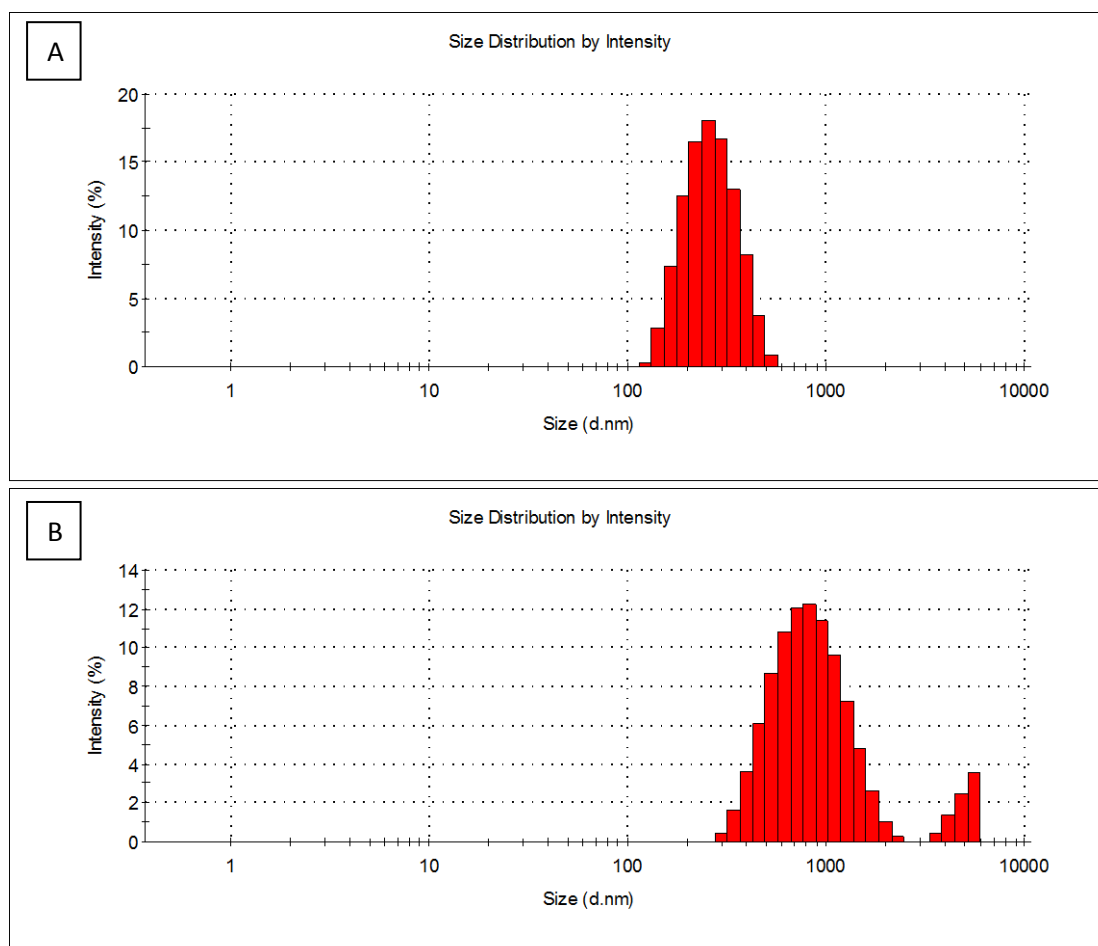 A
Size Distribution by Intensity
20
15
10
5
0
Intensity (%)
1 10 100 1000 10000
Size (d.nm)
B
Size Distribution by Intensity
14
12
10
8
6
4
2
0
Intensity (%)
1 10 100 1000 10000
Size (d.nm)